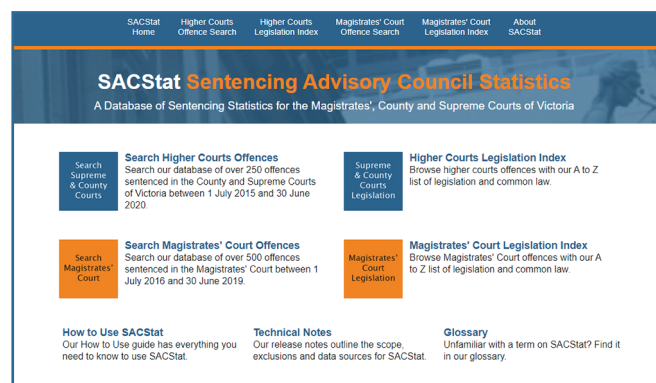 SACStat Home
Higher Courts Offence Search
Higher Courts Legislation Index
Magistrates' Court Offence Search
Magistrates' Court Legislation Index
About SACStat
SACStat Sentencing Advisory Council Statistics
A Database of Sentencing Statistics for the Magistrates', County and Supreme Courts of Victoria
Search
Supreme
& County
Courts
Search Higher Courts Offences
Search our database of over 250 offences
sentenced in the County and Supreme Courts
of Victoria between 1 July 2015 and 30 June
2020.
Supreme
& County
Courts
Legislation
Higher Courts Legislation Index
Browse higher courts offences with our A to Z
list of legislation and common law.
Search
Magistrates'
Court
Search Magistrates' Court Offences
Search our database of over 500 offences
sentenced in the Magistrates' Court between 1
July 2016 and 30 June 2019.
Magistrates'
Court
Legislation
Magistrates' Court Legislation Index
Browse Magistrates' Court offences with our A
to Z list of legislation and common law.
How to Use SACStat
Our How to Use guide has everything you
need to know to use SACStat.
Technical Notes
Our release notes outline the scope,
exclusions and data sources for SACStat.
Glossary
Unfamiliar with a term on SACStat? Find it
in our glossary.